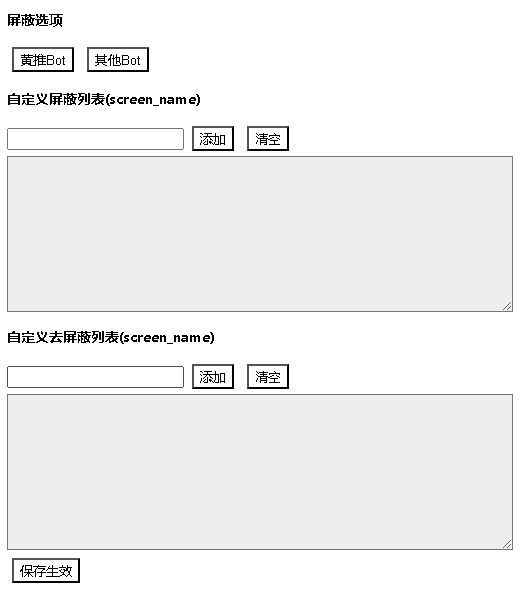 屏蔽选项
黄推Bot 其他Bot
自定义屏蔽列表(screen_name)
添加 清空
自定义去屏蔽列表(screen_name)
添加 清空
保存生效